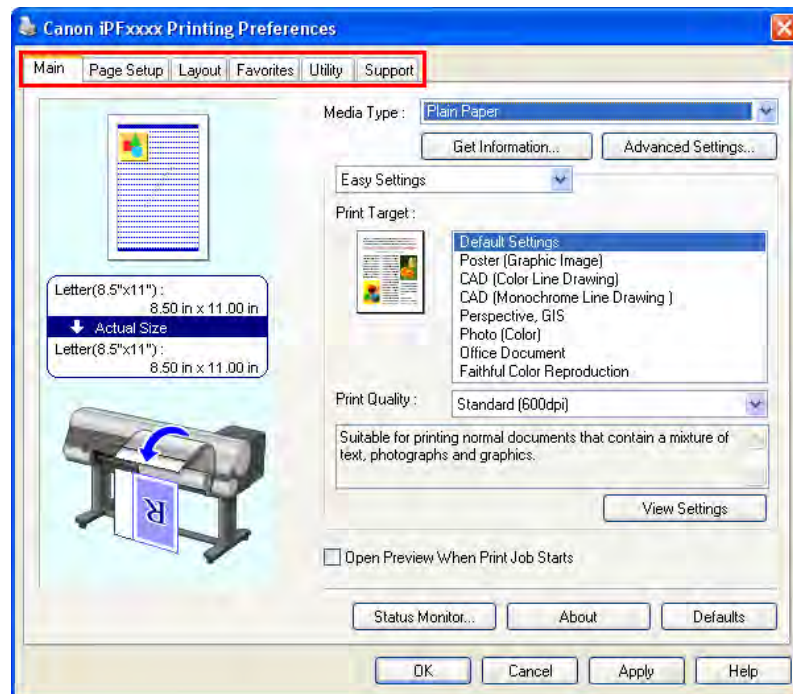 Canon iPFxxxx Printing Preferences
Main Page Setup Layout Favorites Utility Support
Media Type : Plain Paper
Get Information... Advanced Settings...
Easy Settings
Print Target :
Default Settings
Poster (Graphic Image)
CAD (Color Line Drawing)
CAD (Monochrome Line Drawing )
Perspective, GIS
Photo (Color)
Office Document
Faithful Color Reproduction
Letter(8.5"x11") :
8.50 in x 11.00 in
Actual Size
Letter(8.5"x11") :
8.50 in x 11.00 in
R
Print Quality : Standard (600dpi)
Suitable for printing normal documents that contain a mixture of
text, photographs and graphics.
View Settings
Open Preview When Print Job Starts
Status Monitor... About Defaults
OK Cancel Apply Help